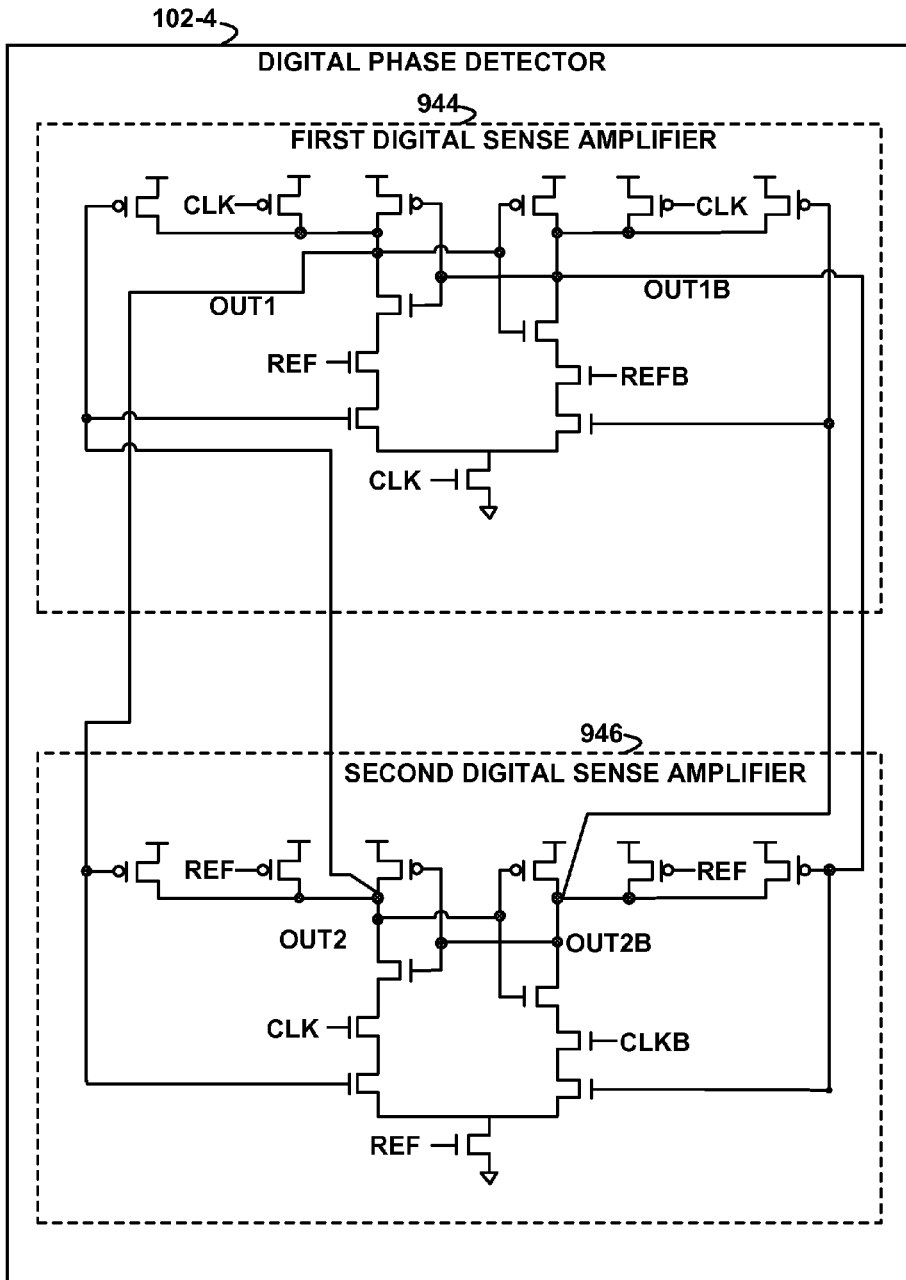 102-4
DIGITAL PHASE DETECTOR
944
FIRST DIGITAL SENSE AMPLIFIER
CLK
CLK
OUT1
OUT1B
REF
REFB
CLK
946
SECOND DIGITAL SENSE AMPLIFIER
REF
REF
OUT2
OUT2B
CLK
CLKB
REF